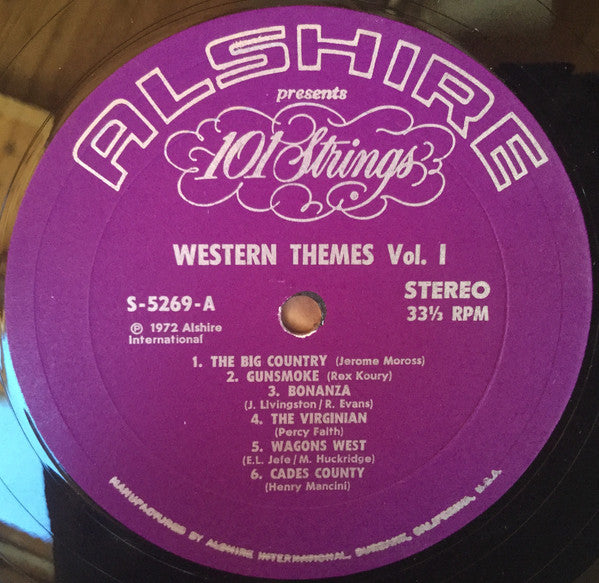 ALSHIRE
presents
101 Strings
WESTERN THEMES Vol. I
S-5269-A
STEREO
33⅓ RPM
℗ 1972 Alshire
International
1. THE BIG COUNTRY (Jerome Moross)
2. GUNSMOKE (Rex Koury)
3. BONANZA
(J. Livingston/R. Evans)
4. THE VIRGINIAN
(Percy Faith)
5. WAGONS WEST
(E.L. Jefe/M. Huckridge)
6. CADES COUNTY
(Henry Mancini)
MANUFACTURED BY ALSHIRE INTERNATIONAL, BURBANK, CALIFORNIA, U.S.A.